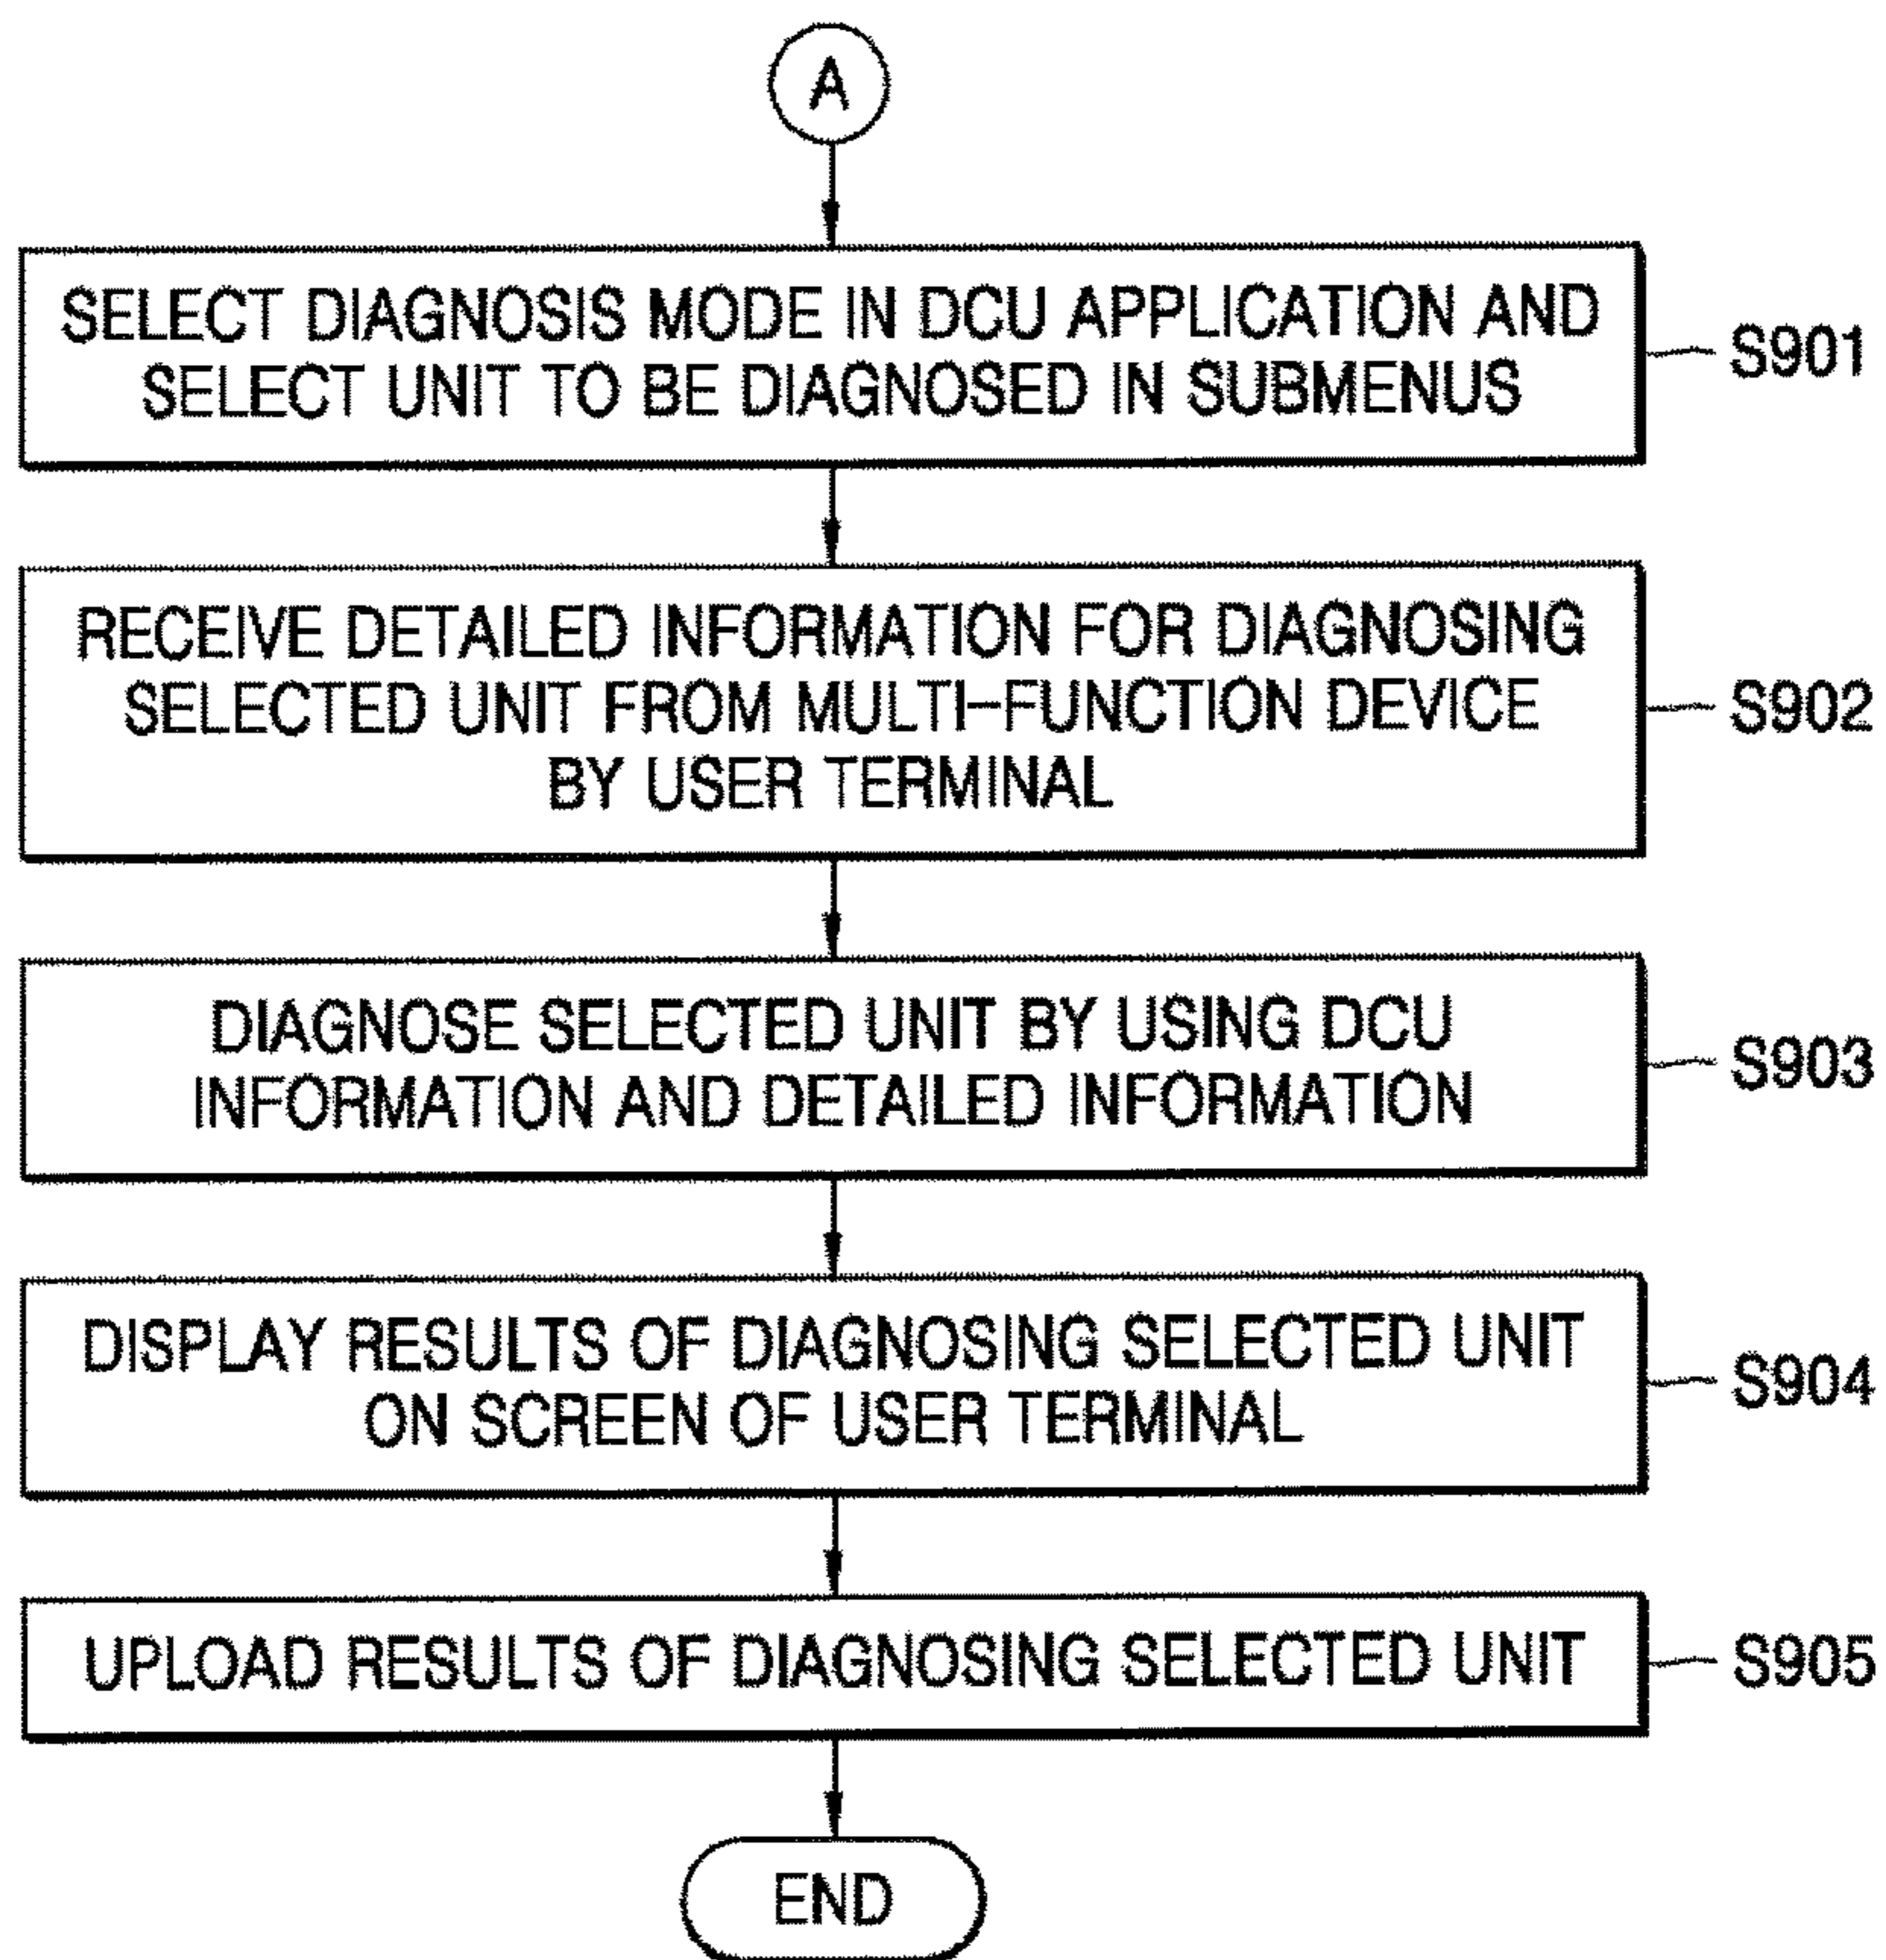 A
SELECT DIAGNOSIS MODE IN DCU APPLICATION AND
SELECT UNIT TO BE DIAGNOSED IN SUBMENUS
S901
RECEIVE DETAILED INFORMATION FOR DIAGNOSING
SELECTED UNIT FROM MULTI-FUNCTION DEVICE
BY USER TERMINAL
S902
DIAGNOSE SELECTED UNIT BY USING DCU
INFORMATION AND DETAILED INFORMATION
S903
DISPLAY RESULTS OF DIAGNOSING SELECTED UNIT
ON SCREEN OF USER TERMINAL
S904
UPLOAD RESULTS OF DIAGNOSING SELECTED UNIT
S905
END